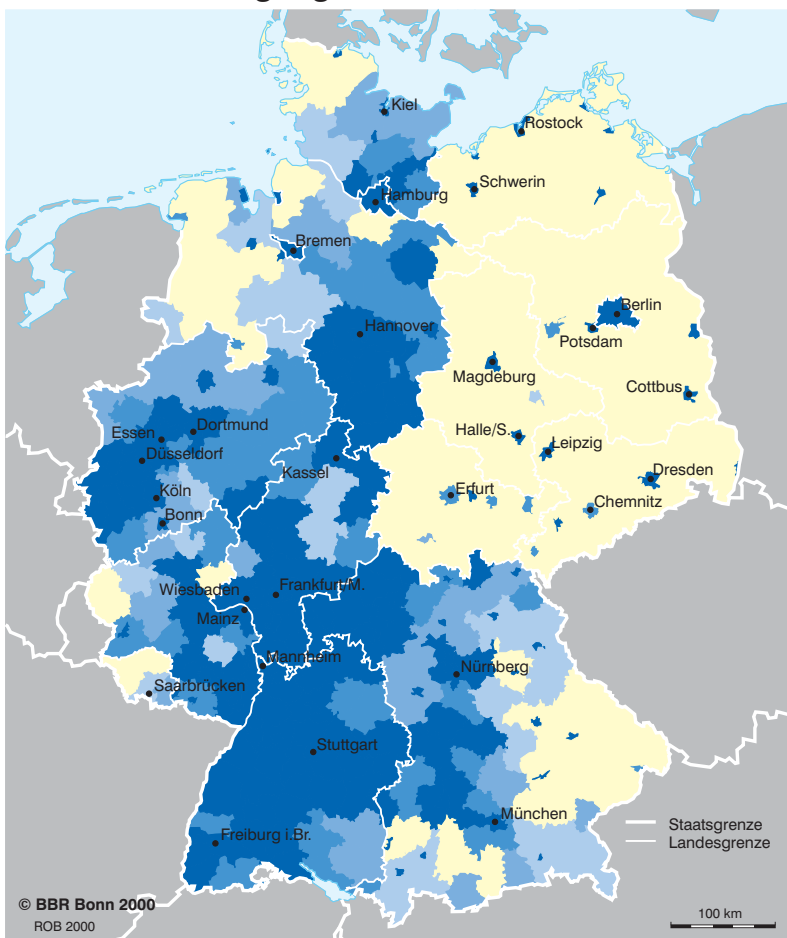 Kiel
Rostock
Schwerin
Hamburg
Bremen
Berlin
Hannover
Potsdam
Magdeburg
Cottbus
Dortmund
Essen
Halle/S.
Leipzig
Düsseldorf
Kassel
Dresden
Köln
Erfurt
Chemnitz
Bonn
Wiesbaden
Frankfurt/M.
Mainz
Mannheim
Nürnberg
Saarbrücken
Stuttgart
München
Staatsgrenze
Freiburg i.Br.
Landesgrenze
© BBR Bonn 2000
ROB 2000
100 km